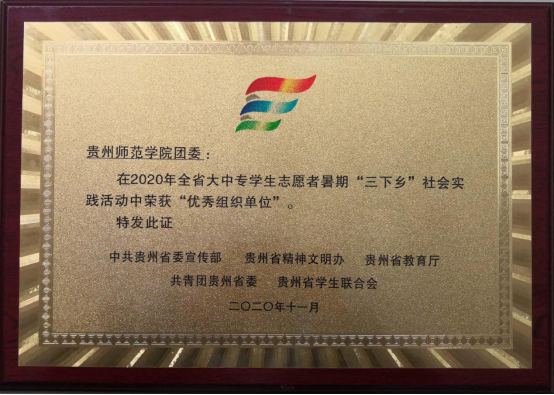 贵州师范学院团委：
在2020年全省大中专学生志愿者暑期“三下乡”社会实
践活动中荣获“优秀组织单位”。
特发此证
中共贵州省委宣传部 贵州省精神文明办 贵州省教育厅
共青团贵州省委 贵州省学生联合会
二〇二〇年十一月